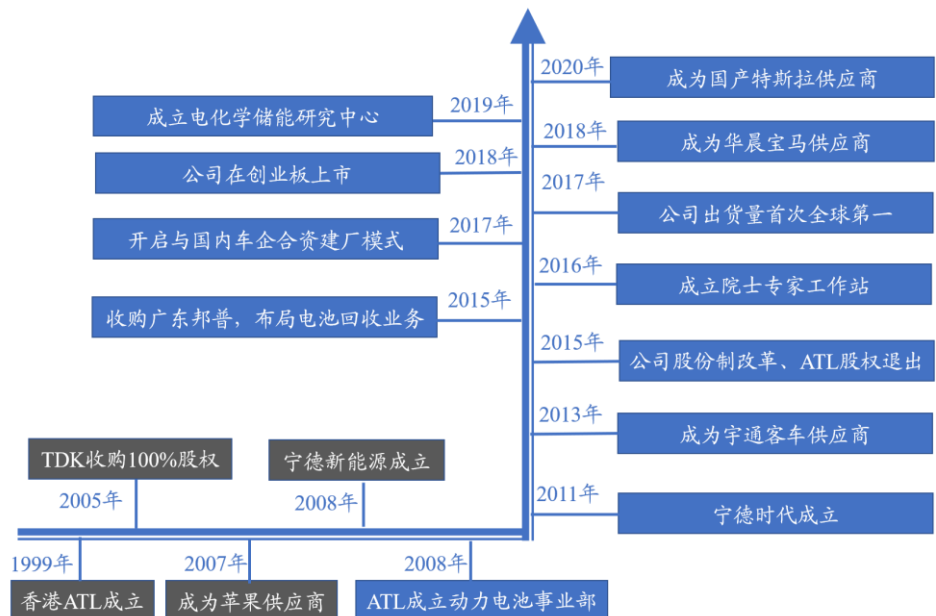 2020年
成为国产特斯拉供应商
2019年
成立电化学储能研究中心
2018年
成为华晨宝马供应商
2018年
公司在创业板上市
2017年
公司出货量首次全球第一
2017年
开启与国内车企合资建厂模式
2016年
成立院士专家工作站
2015年
收购广东邦普，布局电池回收业务
2015年
公司股份制改革、ATL股权退出
2013年
成为宇通客车供应商
TDK收购100%股权
2005年
宁德新能源成立
2008年
2011年
宁德时代成立
1999年
香港ATL成立
2007年
成为苹果供应商
2008年
ATL成立动力电池事业部